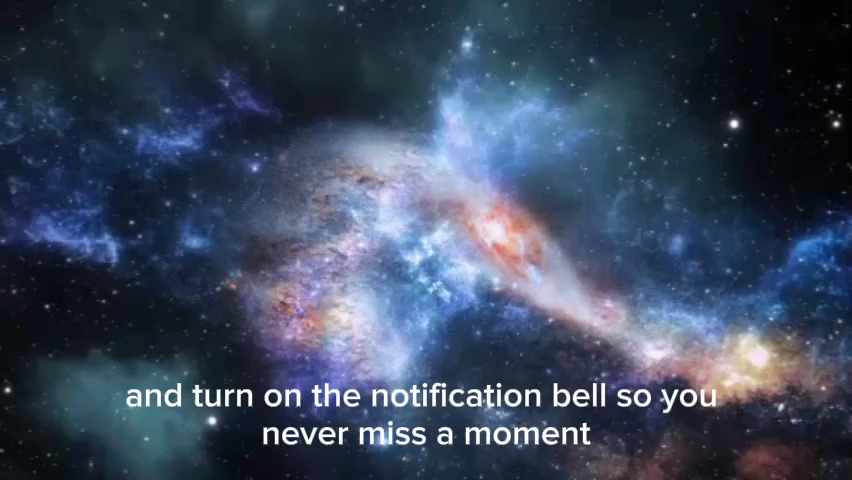 and turn on the notification bell so you
never miss a moment